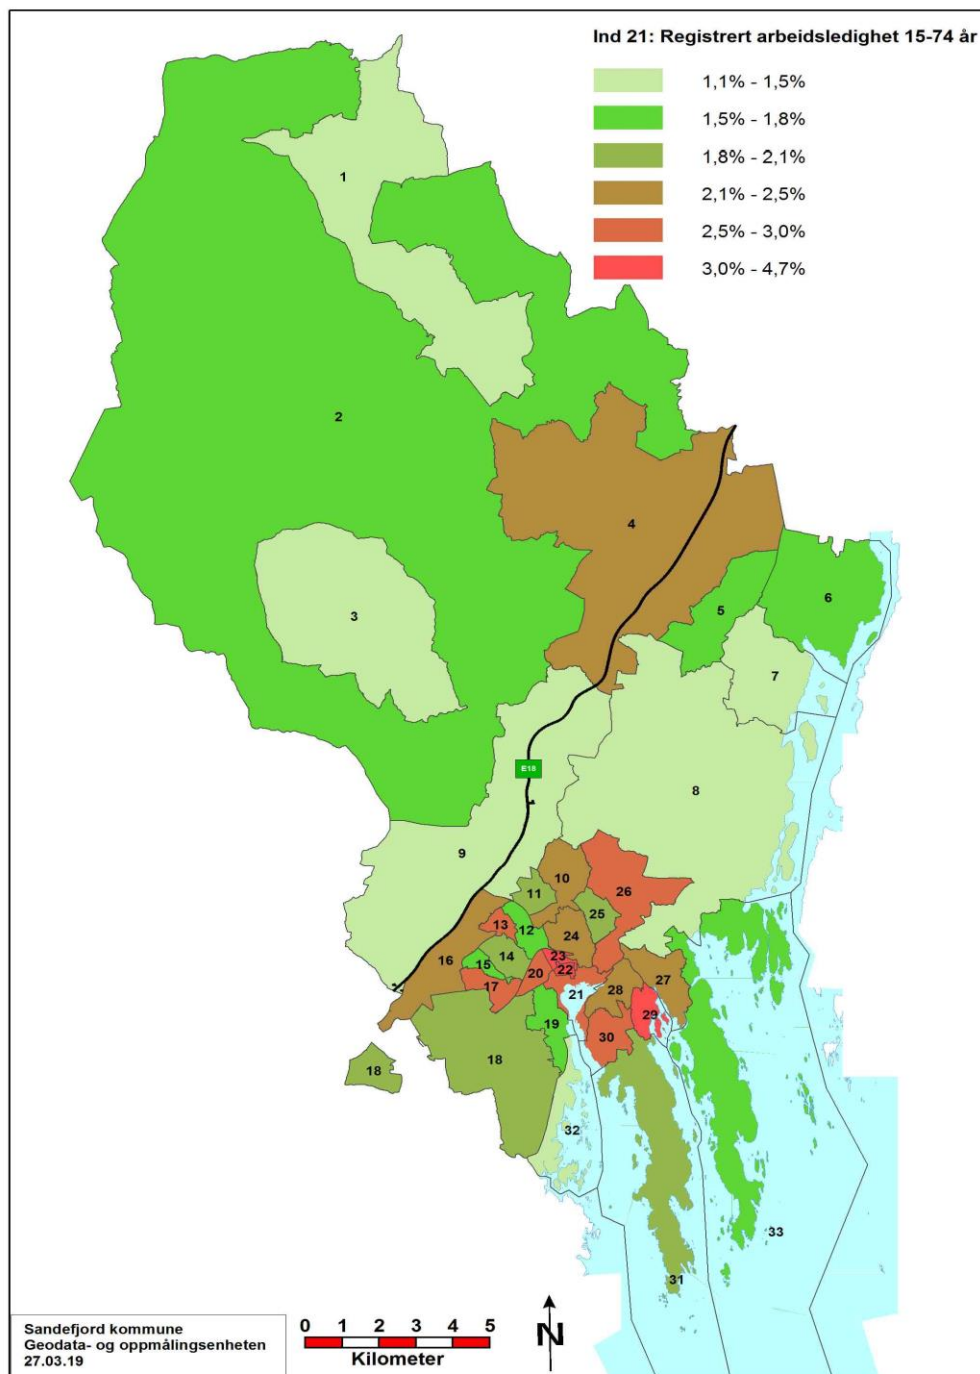 Ind 21: Registrert arbeidsledighet 15-74 år
1,1% - 1,5%
1,5% - 1,8%
1,8% - 2,1%
2,1% - 2,5%
2,5% - 3,0%
3,0% - 4,7%
1
2
3
4
5
6
7
8
E18
9
10
11
26
25
13
12
24
14
23
16
15
22
20
17
27
28
21
29
19
30
18
18
32
33
31
Sandefjord kommune
Geodata- og oppmålingsenheten
27.03.19
0 1 2 3 4 5
Kilometer
N